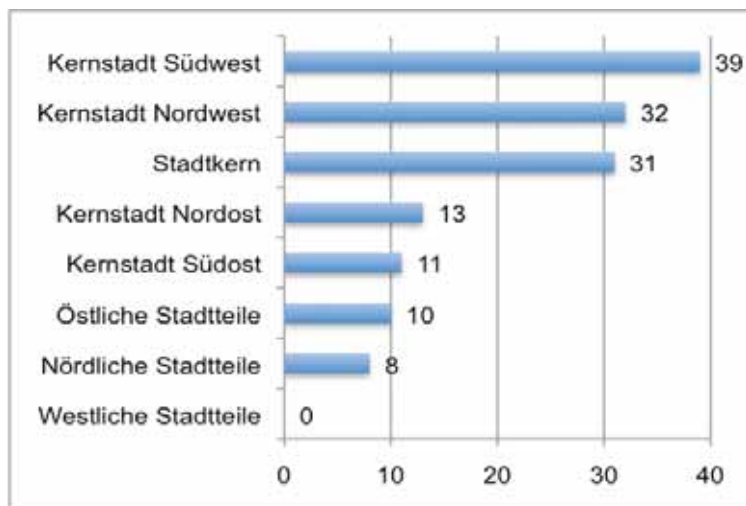 Kernstadt Südwest 39
Kernstadt Nordwest 32
Stadtkern 31
Kernstadt Nordost 13
Kernstadt Südost 11
Östliche Stadtteile 10
Nördliche Stadtteile 8
Westliche Stadtteile 0
0 10 20 30 40